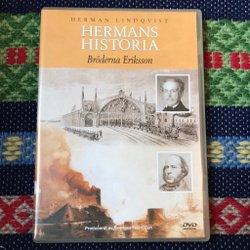 HERMAN LINDQVIST
HERMANS
HISTORIA
Bröderna Eriksson
DVD